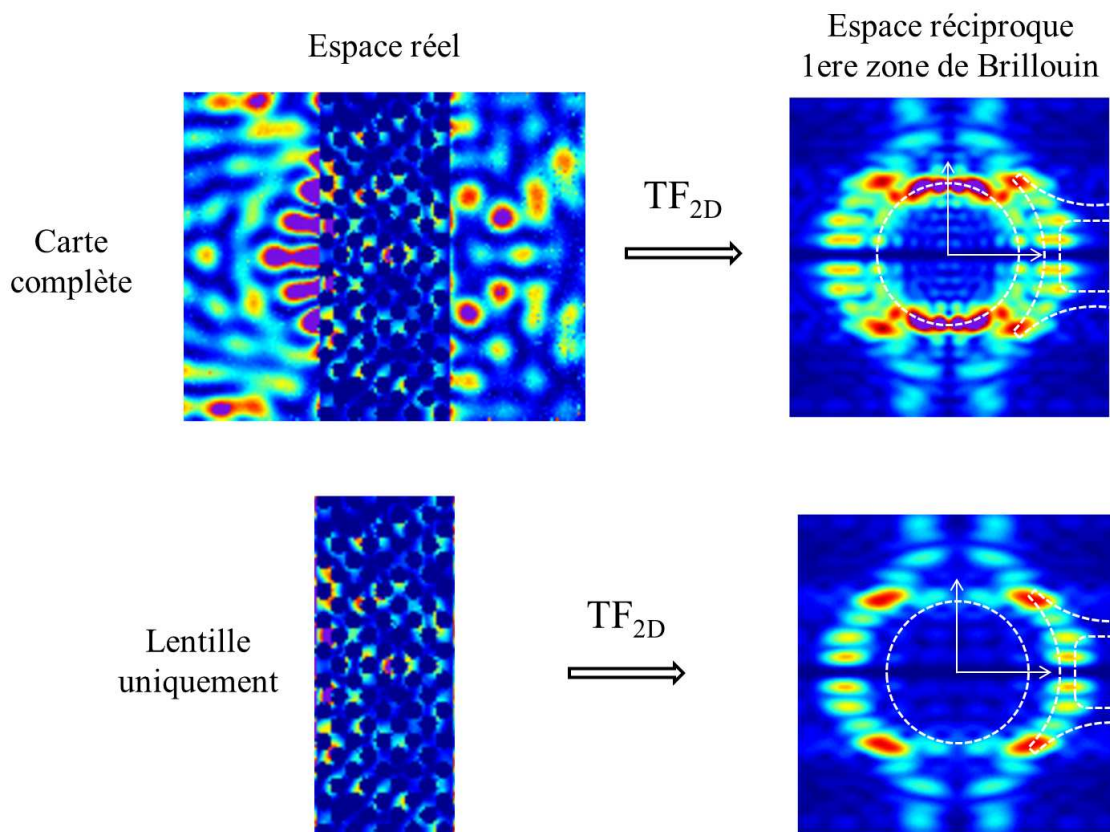 Espace réel
Espace réciproque
1ere zone de Brillouin
Carte
complète
TF2D
Lentille
uniquement
TF2D